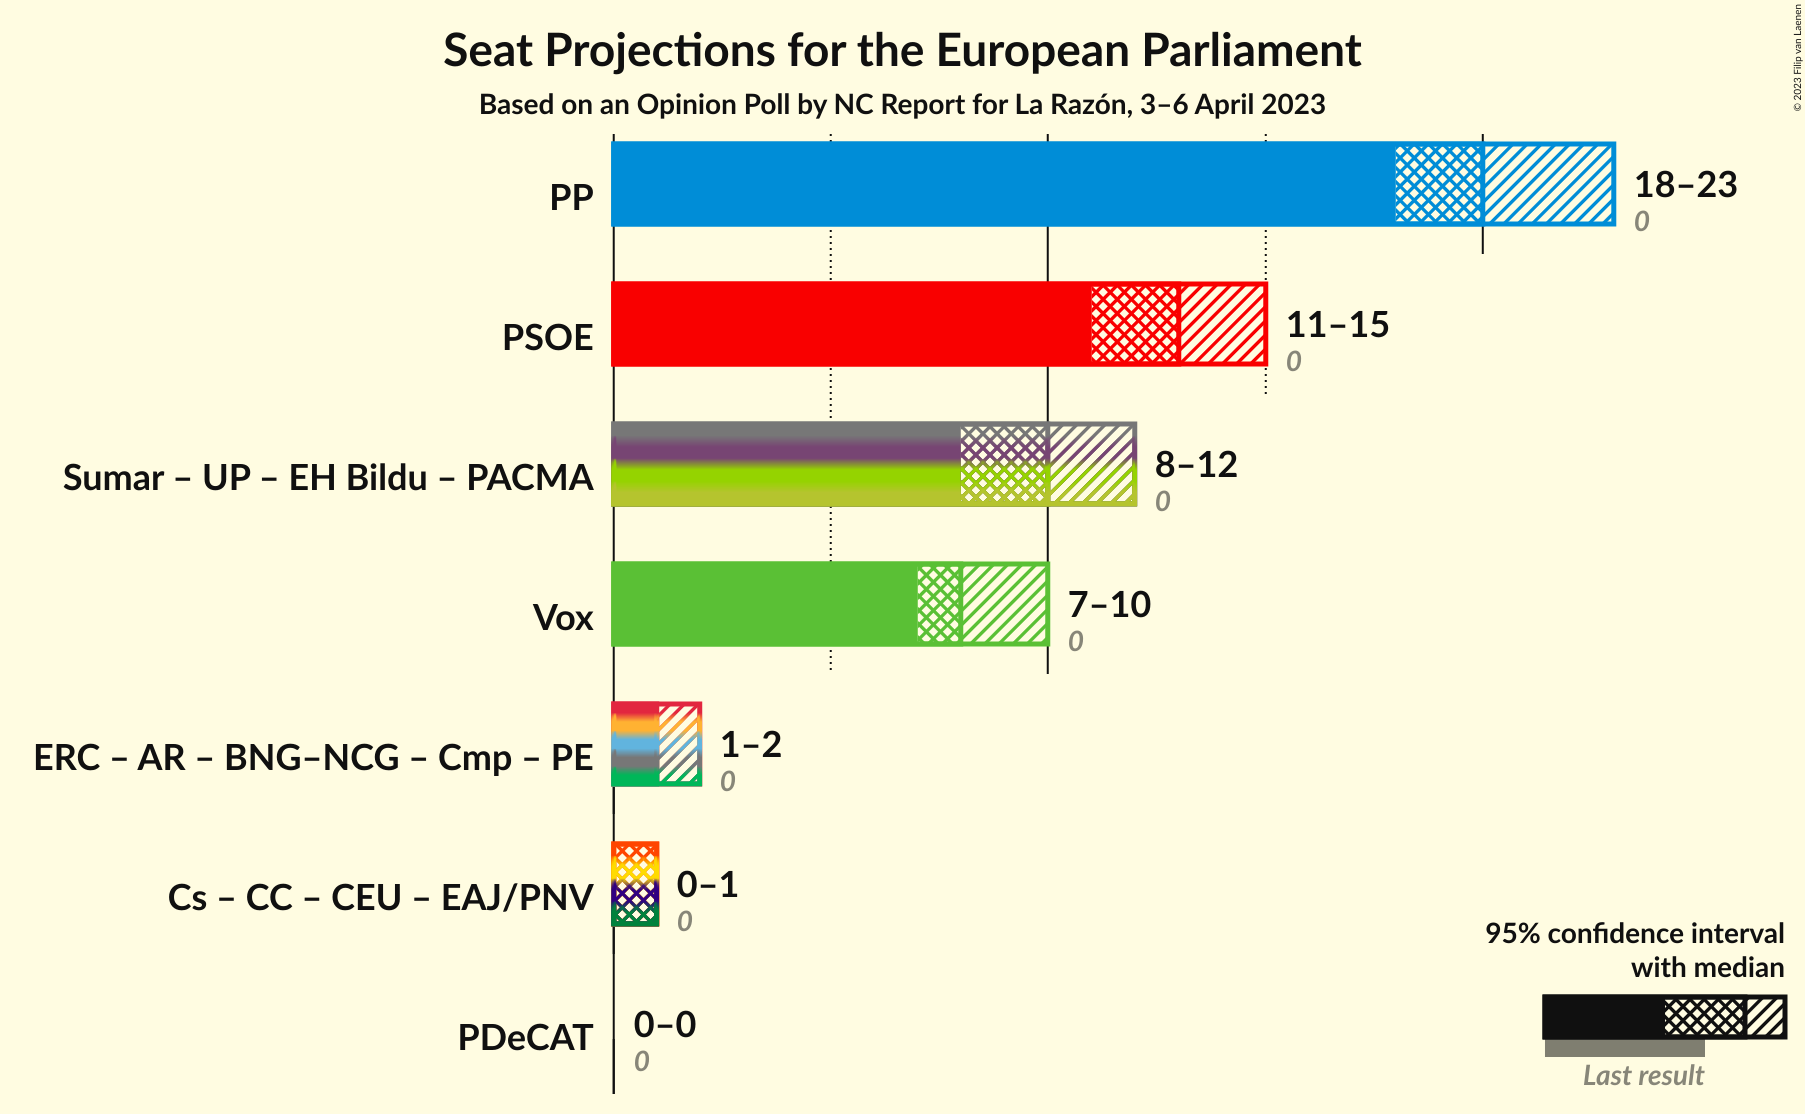 Seat Projections for the European Parliament
Based on an Opinion Poll by NC Report for La Razón, 3–6 April 2023
© 2023 Filip van Laenen
PP
18–23
0
PSOE
11–15
0
Sumar – UP – EH Bildu – PACMA
8–12
0
Vox
7–10
0
ERC – AR – BNG–NCG – Cmp – PE
1–2
0
Cs – CC – CEU – EAJ/PNV
0–1
0
PDeCAT
0–0
0
95% confidence interval
with median
Last result